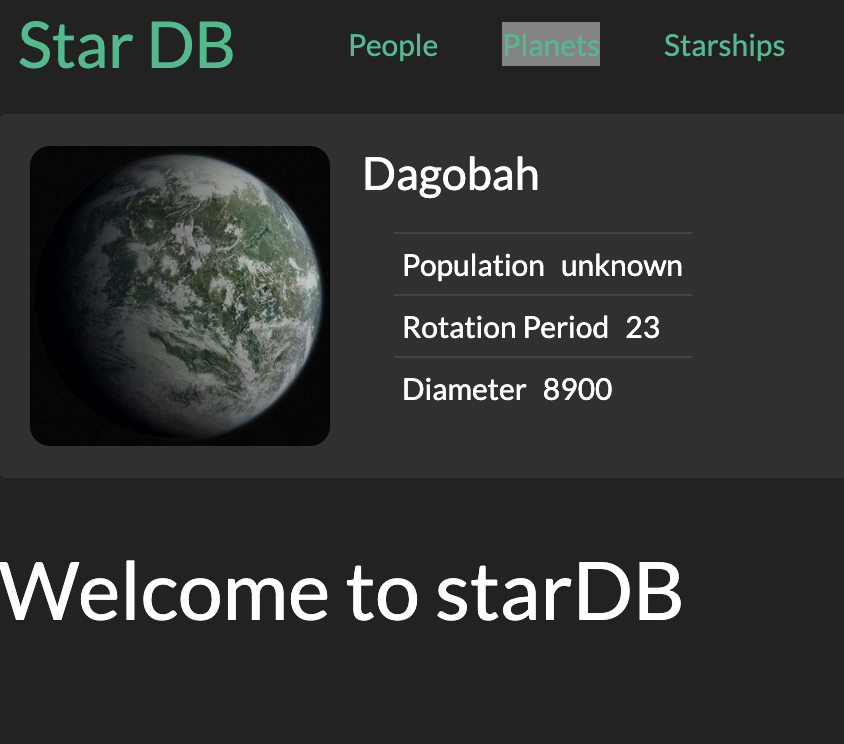 Star DB People Planets Starships
Dagobah
Population unknown
Rotation Period 23
Diameter 8900
Welcome to starDB